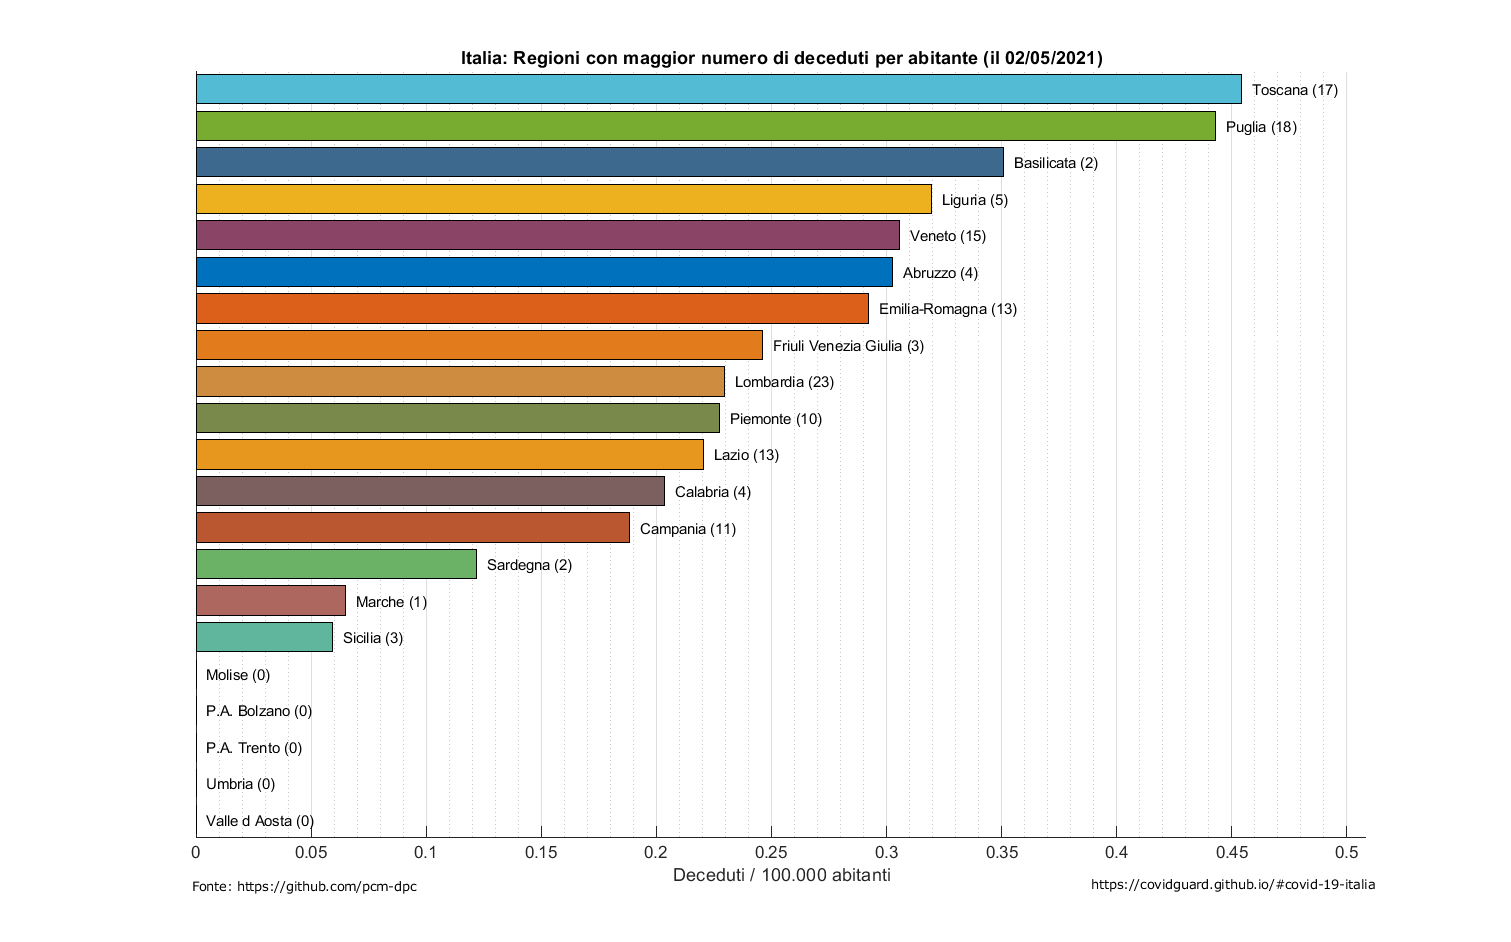 Italia: Regioni con maggior numero di deceduti per abitante (il 02/05/2021)
Toscana (17)
Puglia (18)
Basilicata (2)
Liguria (5)
Veneto (15)
Abruzzo (4)
Emilia-Romagna (13)
Friuli Venezia Giulia (3)
Lombardia (23)
Piemonte (10)
Lazio (13)
Calabria (4)
Campania (11)
Sardegna (2)
Marche (1)
Sicilia (3)
Molise (0)
P.A. Bolzano (0)
P.A. Trento (0)
Umbria (0)
Valle d Aosta (0)
0 0.05 0.1 0.15 0.2 0.25 0.3 0.35 0.4 0.45 0.5
Deceduti / 100.000 abitanti
Fonte: https://github.com/pcm-dpc
https://covidguard.github.io/#covid-19-italia